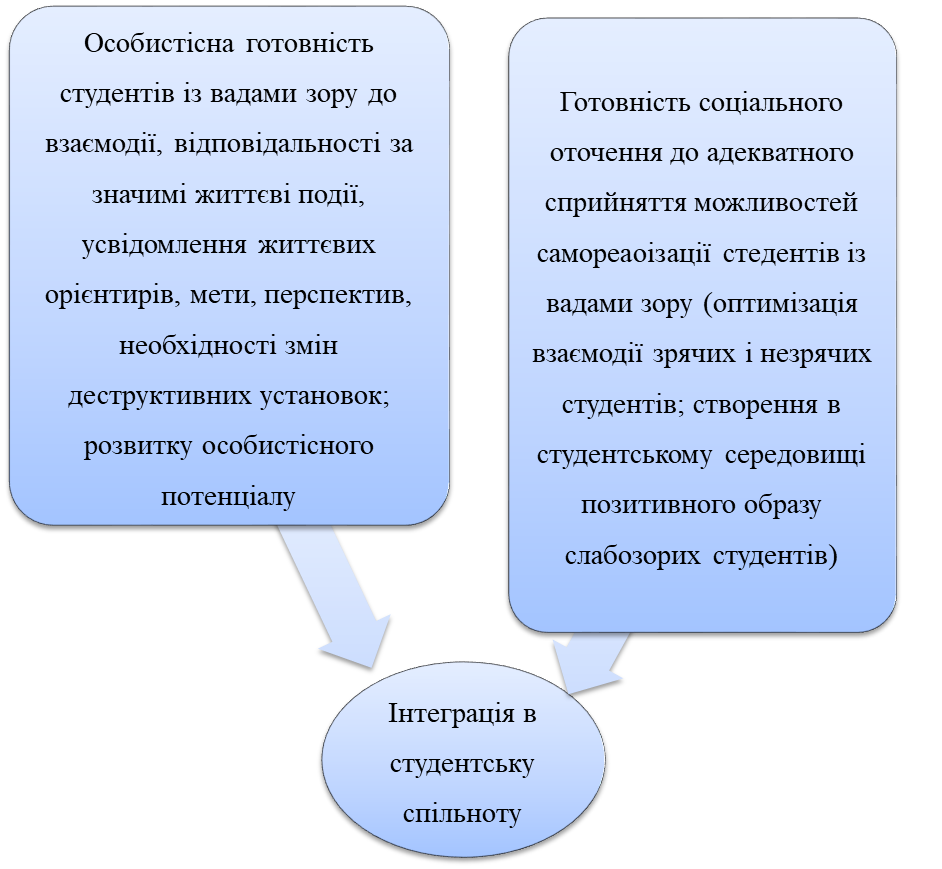 Особистісна готовність
студентів із вадами зору до
взаємодії, відповідальності за
значимі життєві події,
усвідомлення життєвих
орієнтирів, мети, перспектив,
необхідності змін
деструктивних установок;
розвитку особистісного
потенціалу
Готовність соціального
оточення до адекватного
сприйняття можливостей
самореаоізації стедентів із
вадами зору (оптимізація
взаємодії зрячих і незрячих
студентів; створення в
студентському середовищі
позитивного образу
слабозорих студентів)
Інтеграція в
студентську
спільноту